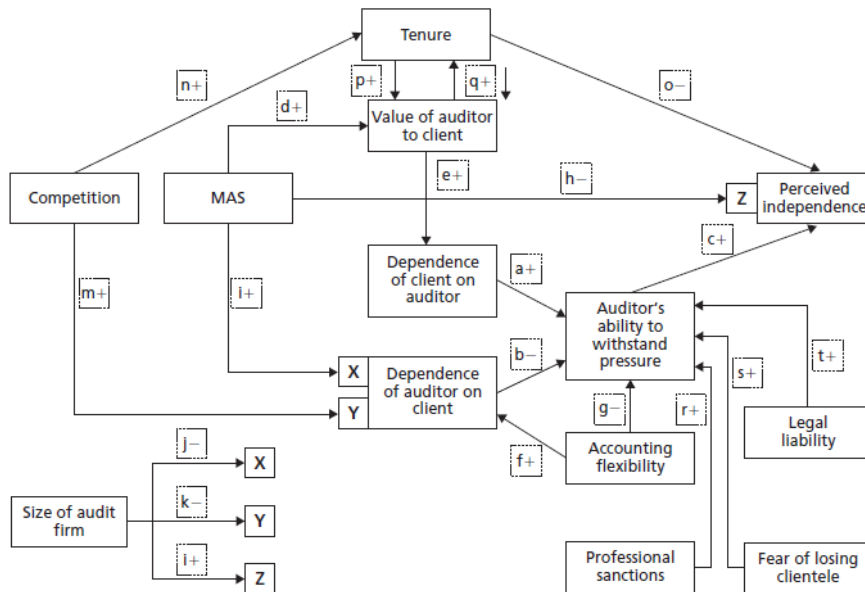 Tenure
n+
p+
q+
o−
d+
Value of auditor
to client
e+
h−
Competition
MAS
Z
Perceived
independence
c+
m+
i+
Dependence
of client on
auditor
a+
Auditor's
ability to
withstand
pressure
b−
X
Y
Dependence
of auditor on
client
s+
t+
g−
r+
Legal
liability
f+
Accounting
flexibility
j−
X
Size of audit
firm
k−
Y
i+
Z
Professional
sanctions
Fear of losing
clientele